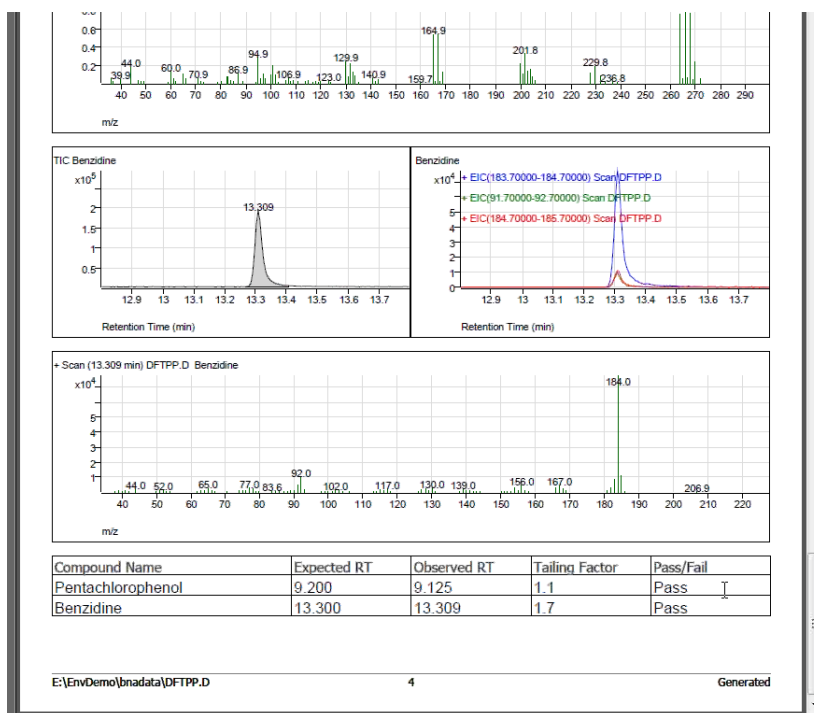 0.8
0.6
0.4
0.2
39.9 44.0 60.0 70.9 86.9 94.9 106.9 123.0 129.9 140.9 159.7 164.9 201.8 229.8 236.8
40 50 60 70 80 90 100 110 120 130 140 150 160 170 180 190 200 210 220 230 240 250 260 270 280 290
m/z
TIC Benzidine
x10^5
2
1.5
1
0.5
13.309
12.9 13 13.1 13.2 13.3 13.4 13.5 13.6 13.7
Retention Time (min)
Benzidine
x10^4
+ EIC(183.70000-184.70000) Scan DFTPP.D
+ EIC(91.70000-92.70000) Scan DFTPP.D
+ EIC(184.70000-185.70000) Scan DFTPP.D
5
4
3
2
1
0
12.9 13 13.1 13.2 13.3 13.4 13.5 13.6 13.7
Retention Time (min)
+ Scan (13.309 min) DFTPP.D Benzidine
x10^4
5
4
3
2
1
44.0 52.0 65.0 77.0 83.6 92.0 102.0 117.0 130.0 139.0 156.0 167.0 184.0 206.9
40 50 60 70 80 90 100 110 120 130 140 150 160 170 180 190 200 210 220
m/z
Compound Name Expected RT Observed RT Tailing Factor Pass/Fail
Pentachlorophenol 9.200 9.125 1.1 Pass
Benzidine 13.300 13.309 1.7 Pass
E:\EnvDemo\bnadata\DFTPP.D 4 Generated